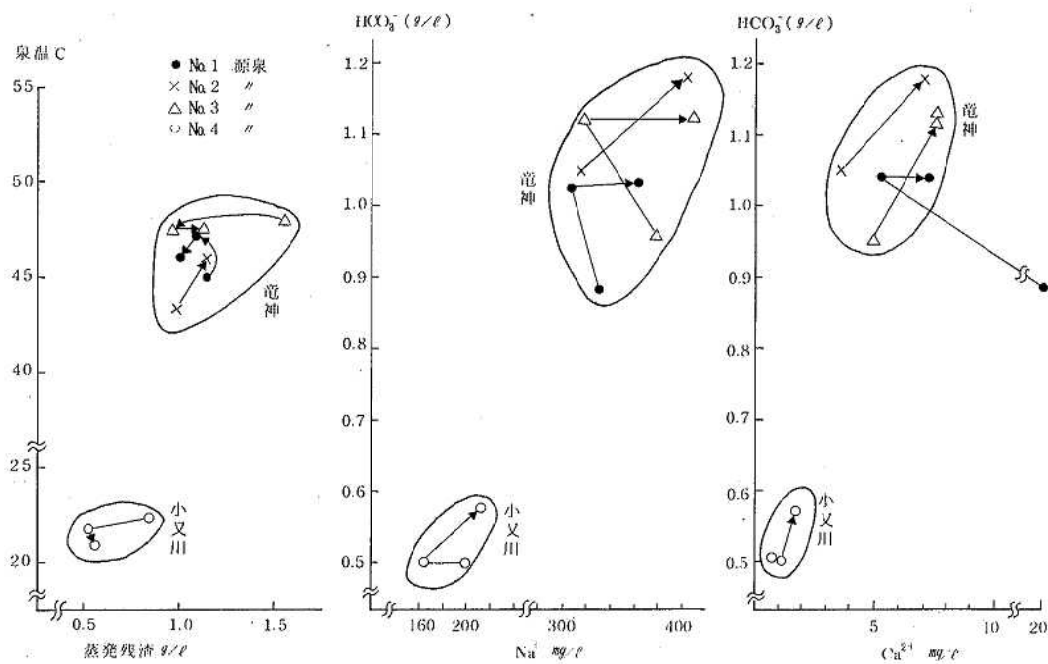 泉温 C
55
50
45
40
25
20
0.5 1.0 1.5
蒸発残渣 g/ℓ
● No.1 源泉
× No.2 〃
△ No.3 〃
○ No.4 〃
竜神
小又川
HCO₃⁻ (g/ℓ)
1.2
1.1
1.0
0.9
0.8
0.7
0.6
0.5
160 200 300 400
Na⁺ mg/ℓ
竜神
小又川
HCO₃⁻ (g/ℓ)
1.2
1.1
1.0
0.9
0.8
0.7
0.6
0.5
5 10 20
Ca²⁺ mg/ℓ
竜神
小又川